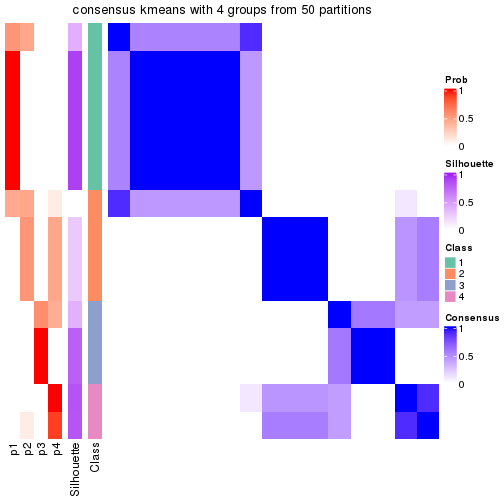 consensus kmeans with 4 groups from 50 partitions
Prob
1
0.5
0
Silhouette
1
0.5
0
Class
1
2
3
4
Consensus
1
0.5
0
p1
p2
p3
p4
Silhouette
Class